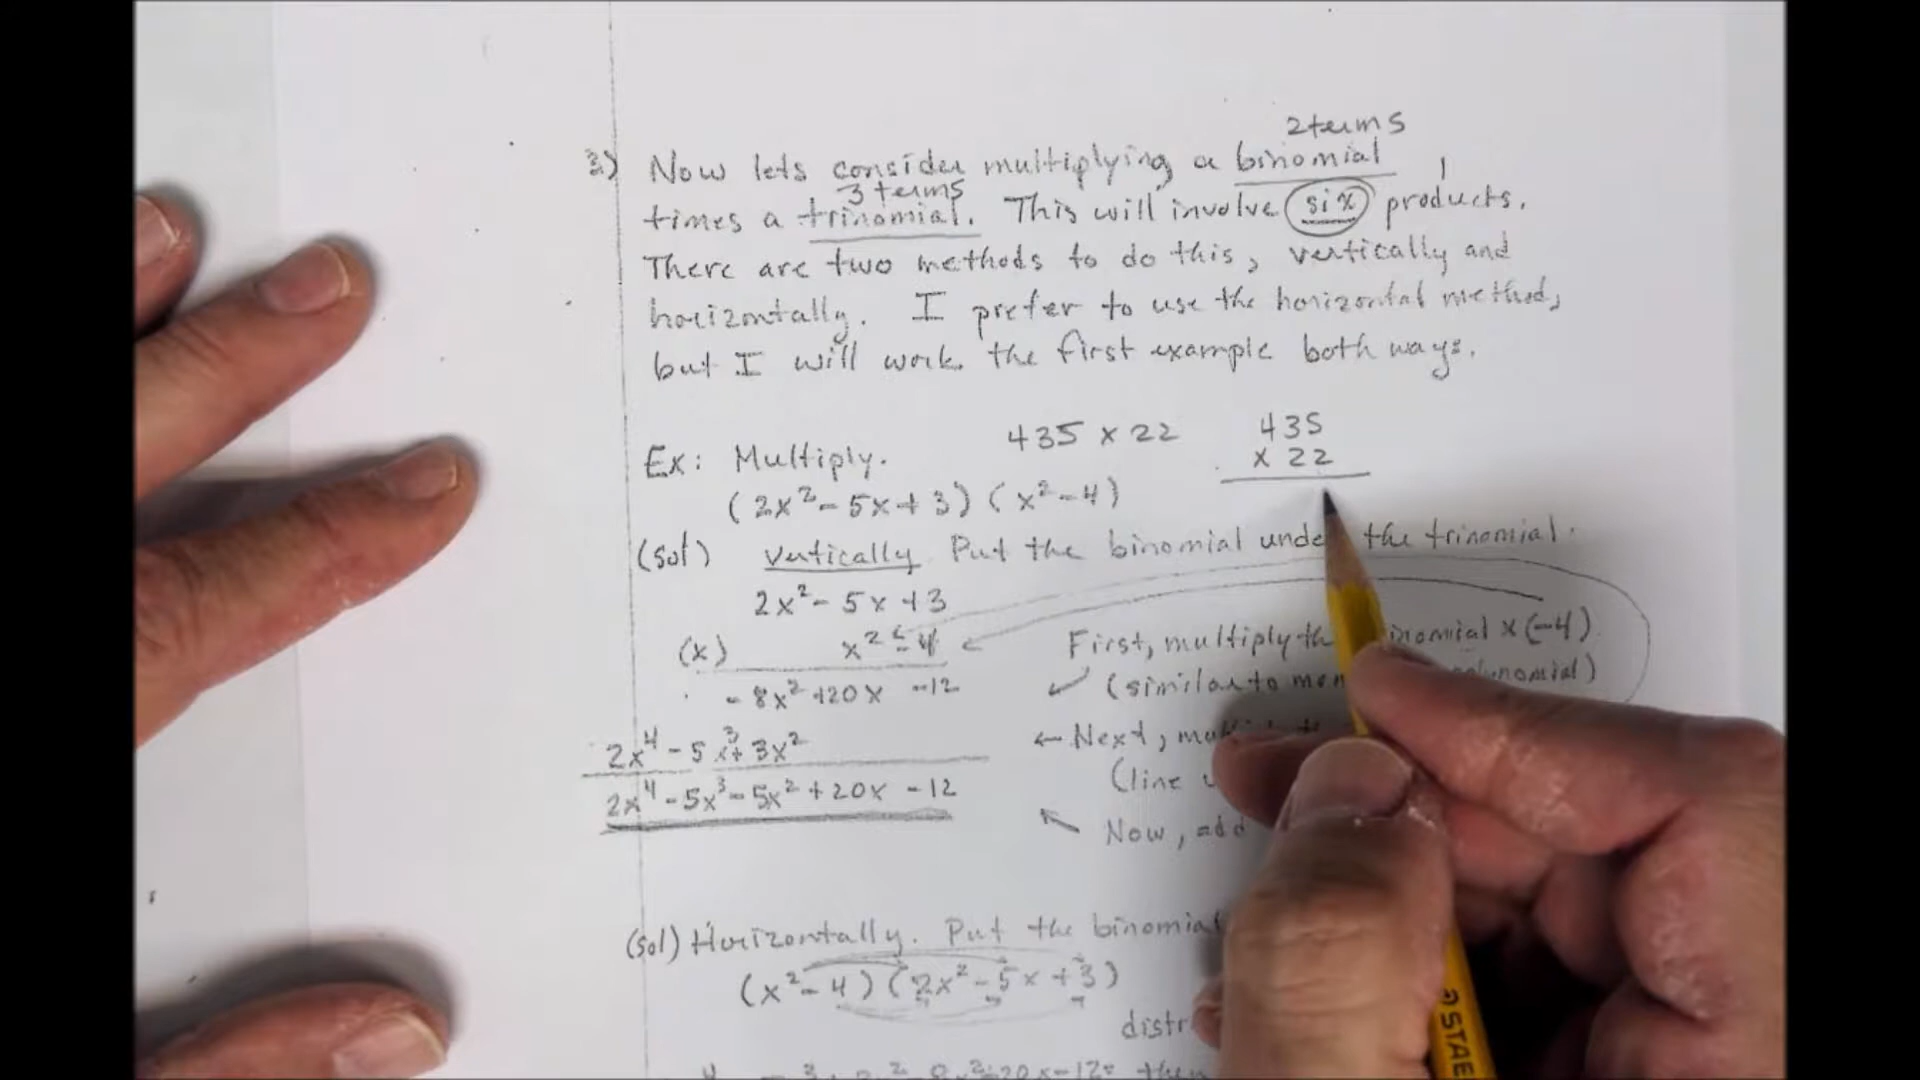 2 terms
3) Now lets consider multiplying a binomial
3 terms
times a trinomial. This will involve six products.
There are two methods to do this, vertically and
horizontally. I prefer to use the horizontal method,
but I will work the first example both ways.
435 x 22
435
x 22
Ex: Multiply.
(2x² - 5x + 3) (x² - 4)
(sol) Vertically Put the binomial under the trinomial.
2x² - 5x + 3
(x) x² - 4
First, multiply the x (-4)
- 8x² + 20x - 12
(similar to
← Next,
2x⁴ - 5x³ + 3x²
(line
2x⁴ - 5x³ - 5x² + 20x - 12
Now, add
(sol) Horizontally. Put the binomial
(x² - 4) (2x² - 5x + 3)
STAE